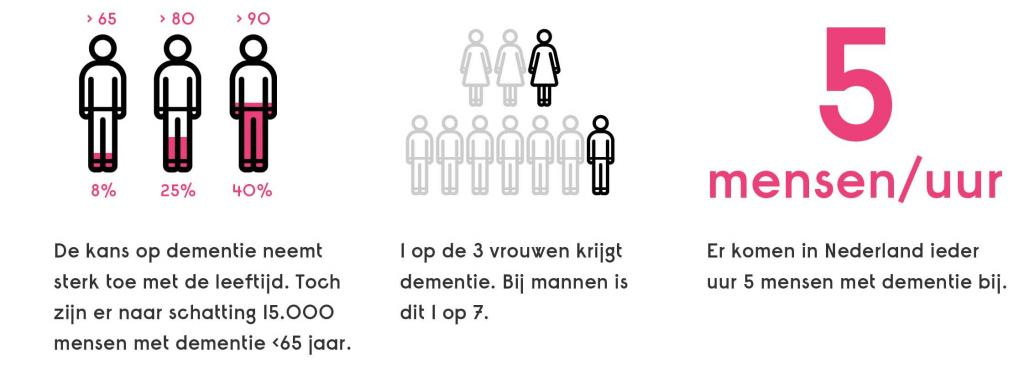 > 65 > 80 > 90
8% 25% 40%
De kans op dementie neemt
sterk toe met de leeftijd. Toch
zijn er naar schatting 15.000
mensen met dementie <65 jaar.
1 op de 3 vrouwen krijgt
dementie. Bij mannen is
dit 1 op 7.
5
mensen/uur
Er komen in Nederland ieder
uur 5 mensen met dementie bij.